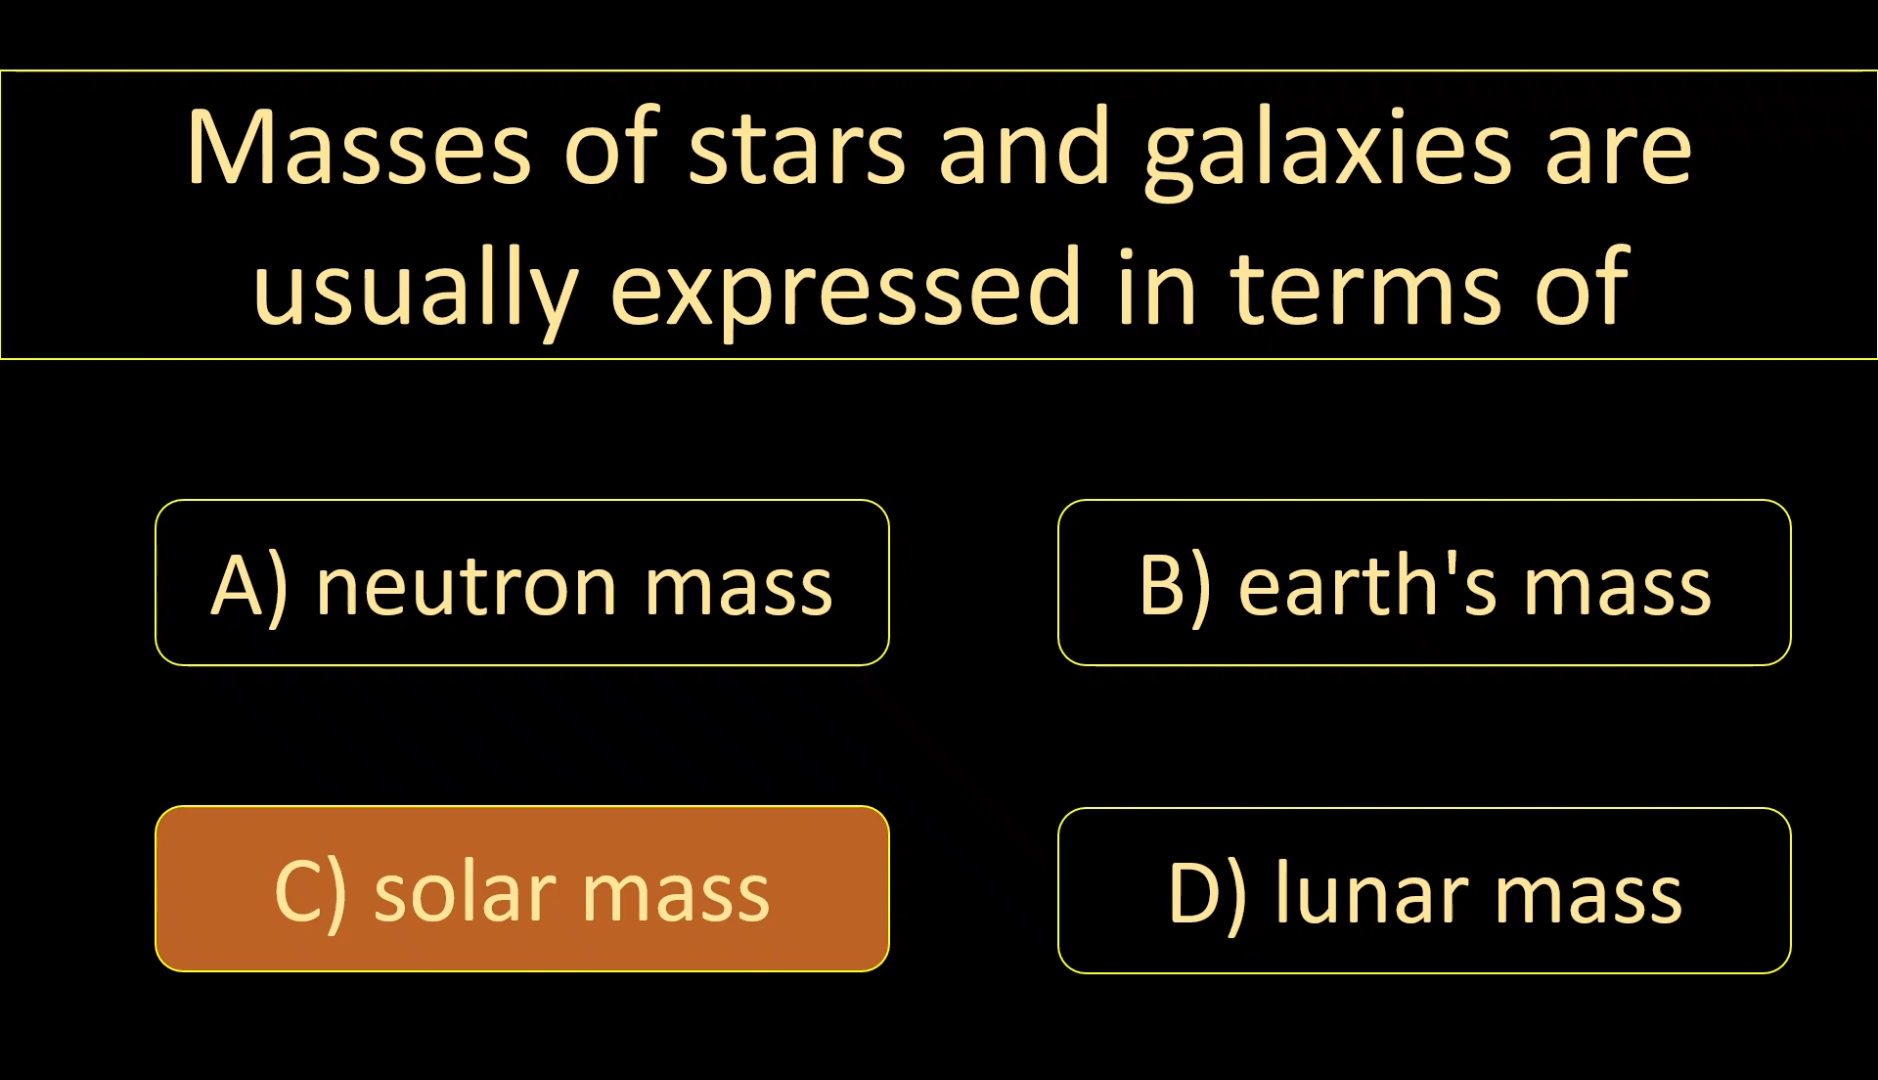 Masses of stars and galaxies are
usually expressed in terms of
A) neutron mass
B) earth's mass
C) solar mass
D) lunar mass